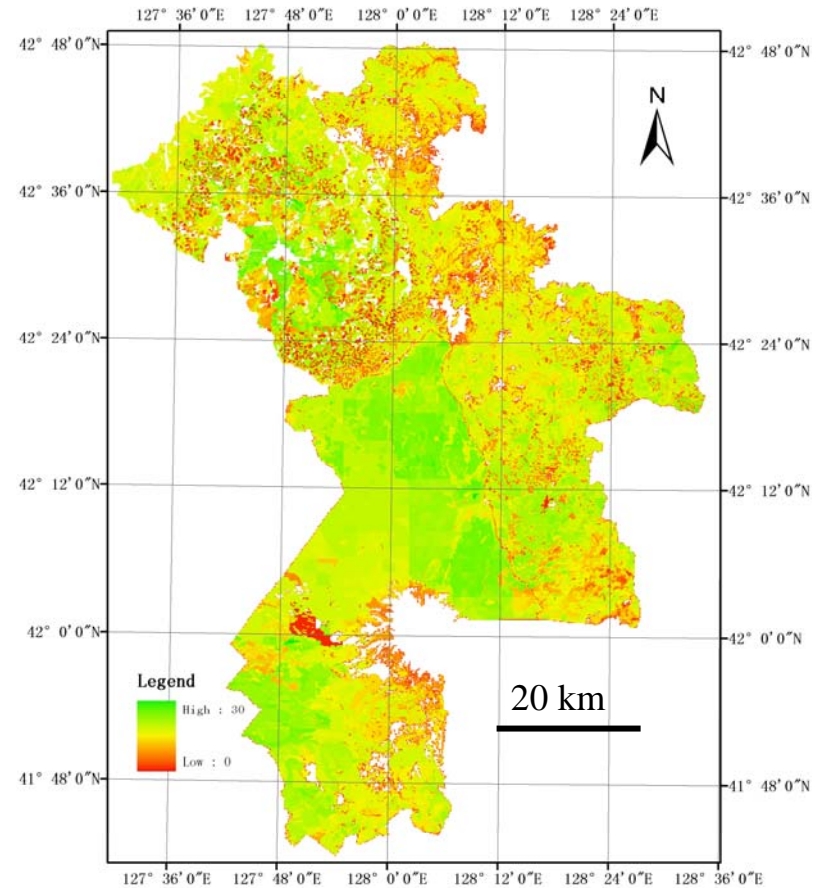 127° 36′ 0″E 127° 48′ 0″E 128° 0′ 0″E 128° 12′ 0″E 128° 24′ 0″E
42° 48′ 0″N 42° 48′ 0″N
N
42° 36′ 0″N 42° 36′ 0″N
42° 24′ 0″N 42° 24′ 0″N
42° 12′ 0″N 42° 12′ 0″N
42° 0′ 0″N 42° 0′ 0″N
Legend
High : 30
20 km
Low : 0
41° 48′ 0″N 41° 48′ 0″N
127° 36′ 0″E 127° 48′ 0″E 128° 0′ 0″E 128° 12′ 0″E 128° 24′ 0″E 128° 36′ 0″E